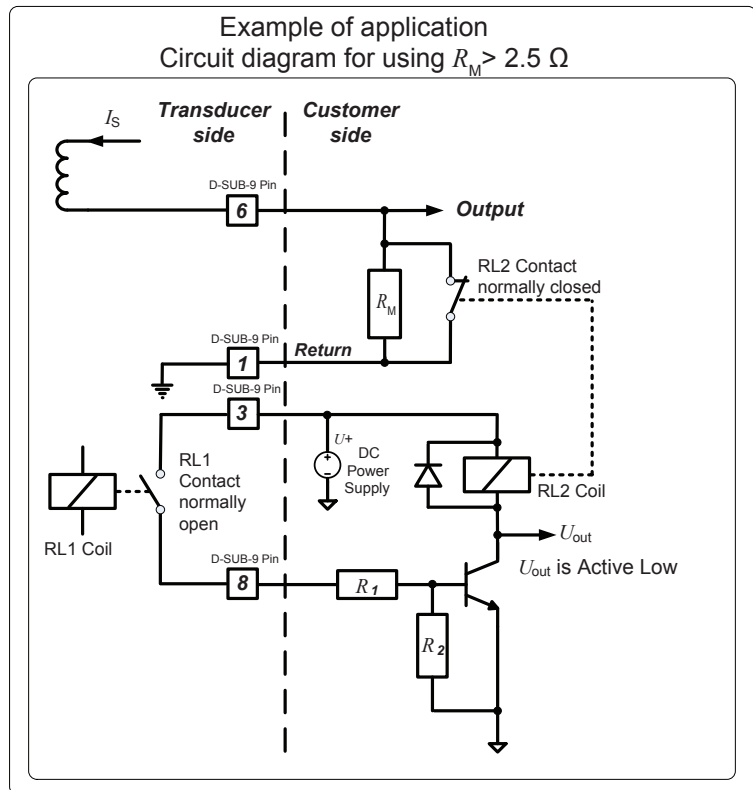 Example of application
Circuit diagram for using R_M > 2.5 Ω
Transducer side
Customer side
I_S
D-SUB-9 Pin
6
Output
RL2 Contact
normally closed
R_M
D-SUB-9 Pin
1
Return
D-SUB-9 Pin
3
U+
DC
Power
Supply
RL1
Contact
normally
open
RL1 Coil
RL2 Coil
U_out
U_out is Active Low
D-SUB-9 Pin
8
R_1
R_2